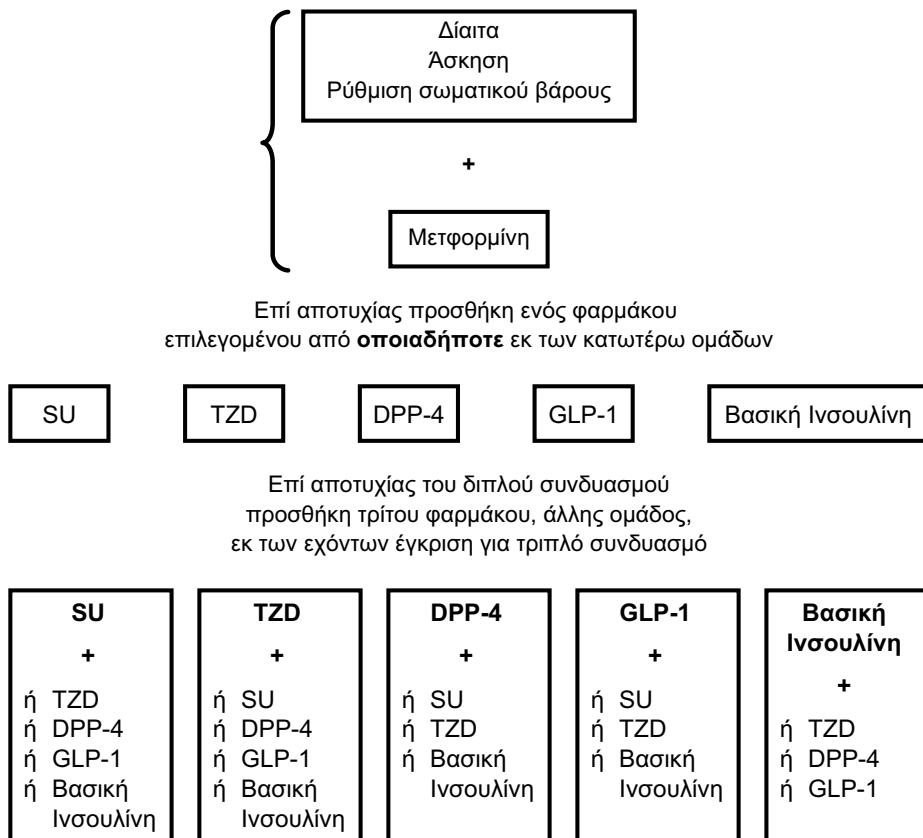 Δίαιτα
Άσκηση
Ρύθμιση σωματικού βάρους
+
Μετφορμίνη
Επί αποτυχίας προσθήκη ενός φαρμάκου
επιλεγομένου από οποιαδήποτε εκ των κατωτέρω ομάδων
SU
TZD
DPP-4
GLP-1
Βασική Ινσουλίνη
Επί αποτυχίας του διπλού συνδυασμού
προσθήκη τρίτου φαρμάκου, άλλης ομάδος,
εκ των εχόντων έγκριση για τριπλό συνδυασμό
SU
+
ή TZD
ή DPP-4
ή GLP-1
ή Βασική
Ινσουλίνη
TZD
+
ή SU
ή DPP-4
ή GLP-1
ή Βασική
Ινσουλίνη
DPP-4
+
ή SU
ή TZD
ή Βασική
Ινσουλίνη
GLP-1
+
ή SU
ή TZD
ή Βασική
Ινσουλίνη
Βασική
Ινσουλίνη
+
ή TZD
ή DPP-4
ή GLP-1